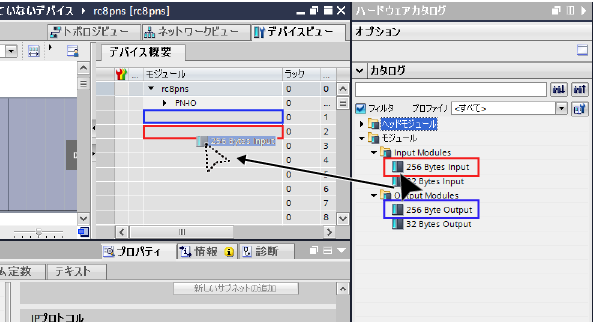 ていないデバイス ▸ rc8pns [rc8pns]
トポロジビュー
ネットワークビュー
デバイスビュー
デバイス概要
... モジュール ラック ...
rc8pns 0 0
PN-IO 0 ...
0 1
0 2
256 Bytes Input
0 3
0 4
0 5
0 6
0 7
0 8
プロパティ
情報
診断
ム定数
テキスト
新しいサブネットの追加
IPプロトコル
ハードウェアカタログ
オプション
カタログ
フィルタ プロファイル <すべて>
ヘッドモジュール
モジュール
Input Modules
256 Bytes Input
32 Bytes Input
Output Modules
256 Byte Output
32 Bytes Output